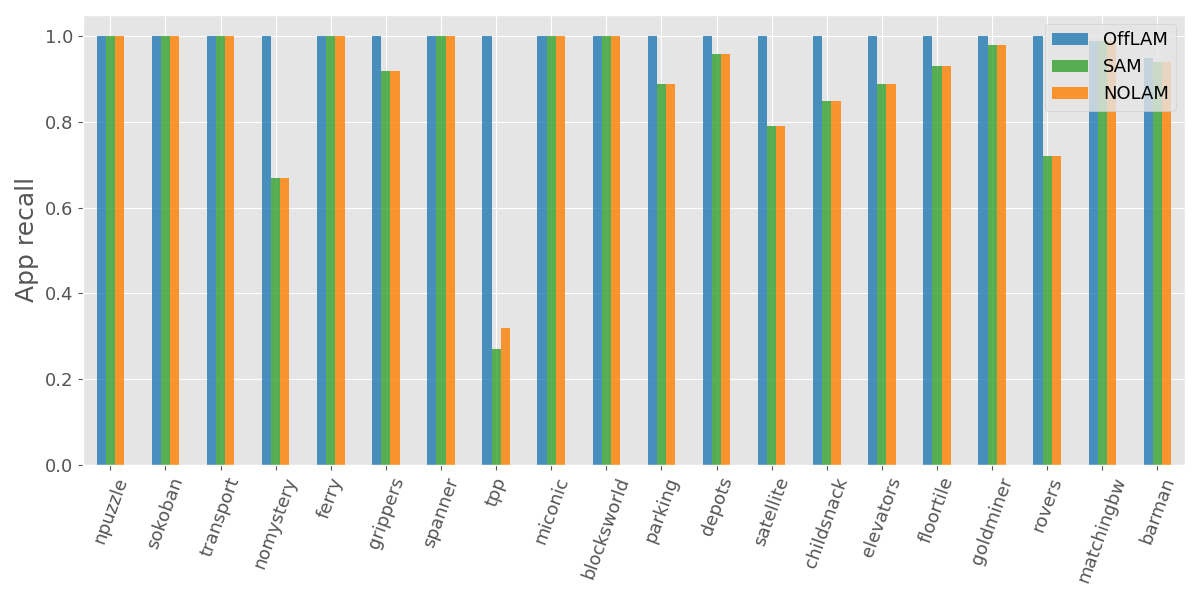 App recall
1.0
0.8
0.6
0.4
0.2
0.0
OffLAM
SAM
NOLAM
npuzzle
sokoban
transport
nomystery
ferry
grippers
spanner
tpp
miconic
blocksworld
parking
depots
satellite
childsnack
elevators
floortile
goldminer
rovers
matchingbw
barman